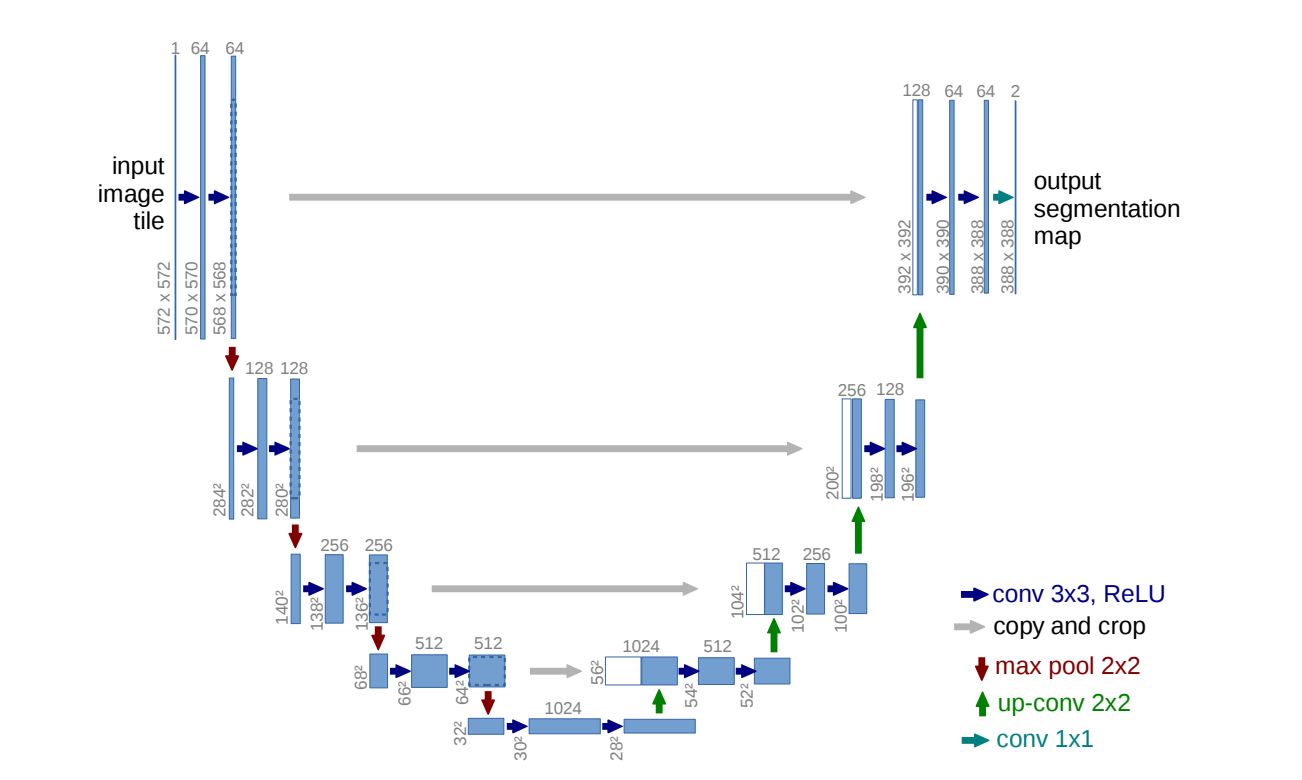 1 64 64
128 64 64 2
input
image
tile
output
segmentation
map
572 x 572
570 x 570
568 x 568
392 x 392
390 x 390
388 x 388
388 x 388
128 128
256 128
284²
282²
280²
200²
198²
196²
256 256
512 256
140²
138²
136²
104²
102²
100²
512 512
1024 512
68²
66²
64²
56²
54²
52²
1024
32²
30²
28²
conv 3x3, ReLU
copy and crop
max pool 2x2
up-conv 2x2
conv 1x1